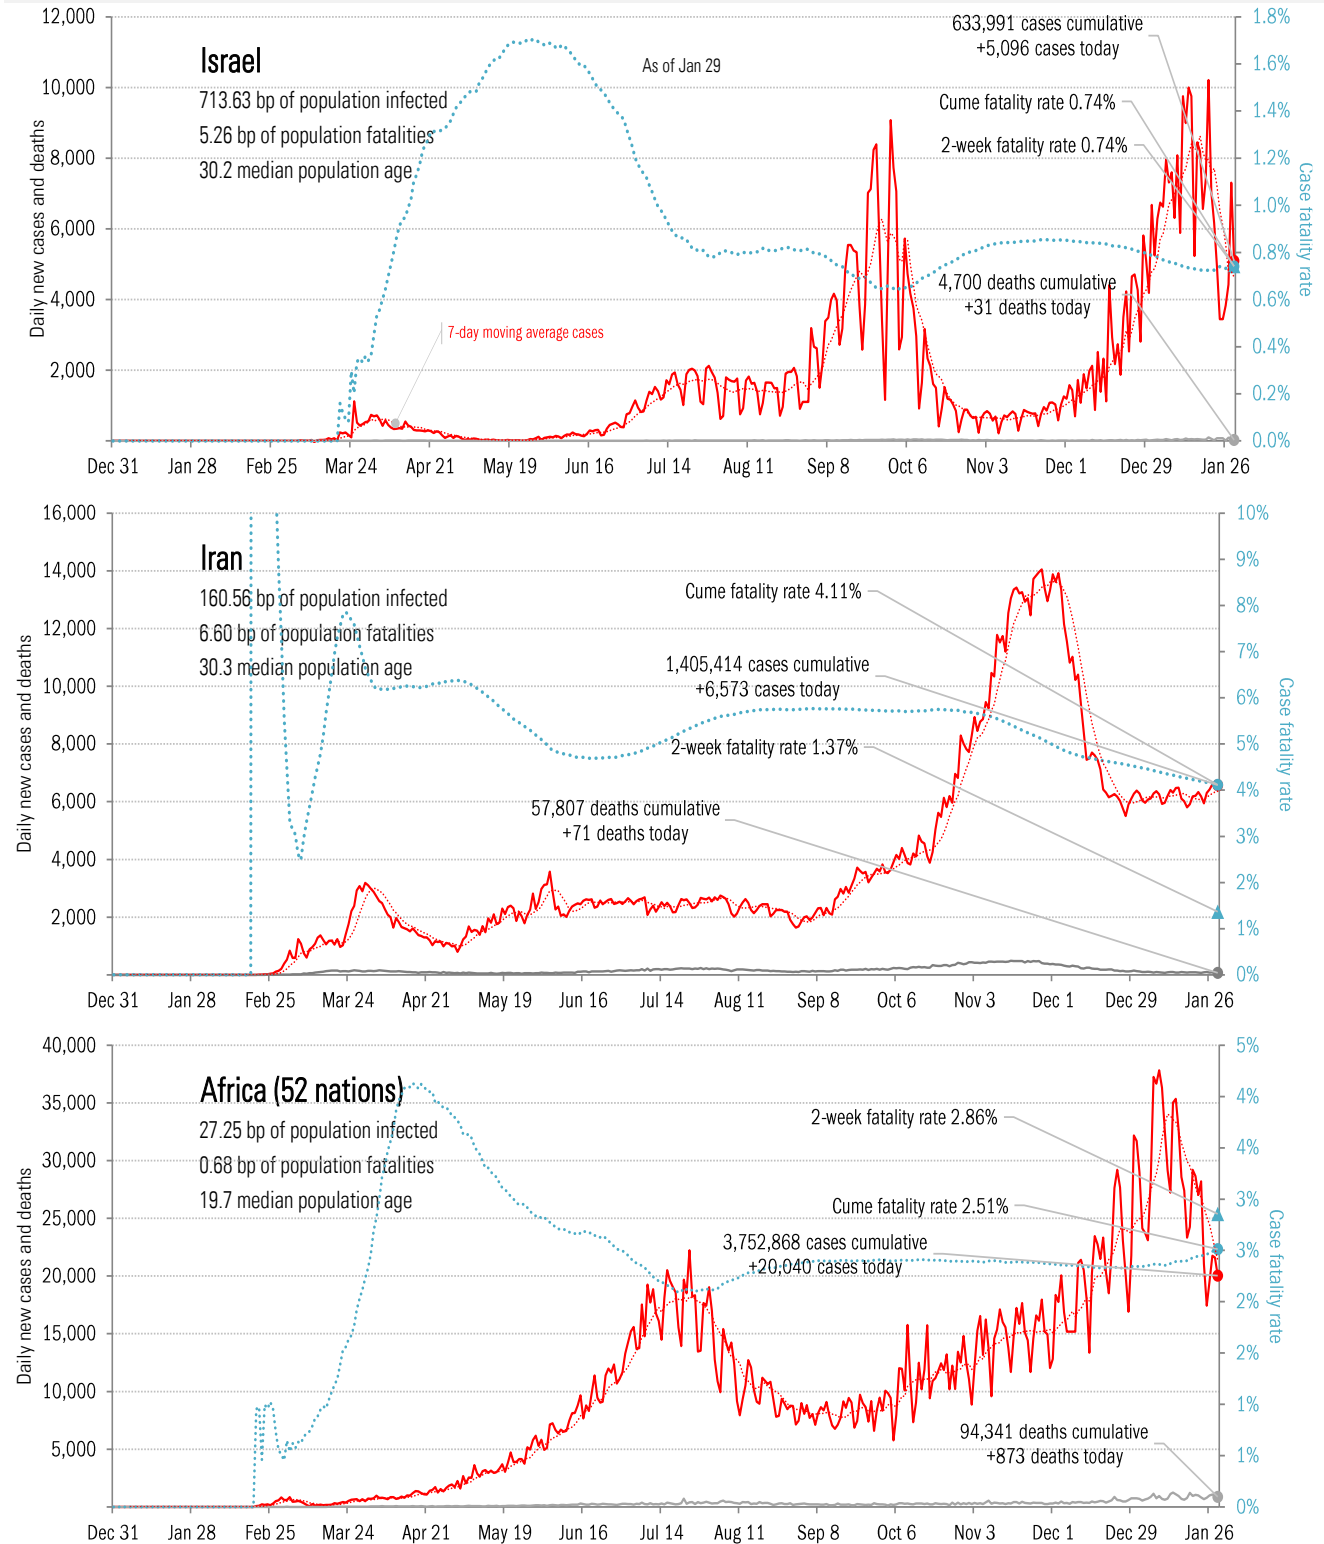 12,000
10,000
8,000
6,000
4,000
2,000
Daily new cases and deaths
Israel
713.63 bp of population infected
5.26 bp of population fatalities
30.2 median population age
As of Jan 29
7-day moving average cases
633,991 cases cumulative
+5,096 cases today
Cume fatality rate 0.74%
2-week fatality rate 0.74%
4,700 deaths cumulative
+31 deaths today
1.8%
1.6%
1.4%
1.2%
1.0%
0.8%
0.6%
0.4%
0.2%
0.0%
Case fatality rate
Dec 31 Jan 28 Feb 25 Mar 24 Apr 21 May 19 Jun 16 Jul 14 Aug 11 Sep 8 Oct 6 Nov 3 Dec 1 Dec 29 Jan 26
16,000
14,000
12,000
10,000
8,000
6,000
4,000
2,000
Daily new cases and deaths
Iran
160.56 bp of population infected
6.60 bp of population fatalities
30.3 median population age
Cume fatality rate 4.11%
1,405,414 cases cumulative
+6,573 cases today
2-week fatality rate 1.37%
57,807 deaths cumulative
+71 deaths today
10%
9%
8%
7%
6%
5%
4%
3%
2%
1%
0%
Case fatality rate
Dec 31 Jan 28 Feb 25 Mar 24 Apr 21 May 19 Jun 16 Jul 14 Aug 11 Sep 8 Oct 6 Nov 3 Dec 1 Dec 29 Jan 26
40,000
35,000
30,000
25,000
20,000
15,000
10,000
5,000
Daily new cases and deaths
Africa (52 nations)
27.25 bp of population infected
0.68 bp of population fatalities
19.7 median population age
2-week fatality rate 2.86%
Cume fatality rate 2.51%
3,752,868 cases cumulative
+20,040 cases today
94,341 deaths cumulative
+873 deaths today
5%
4%
4%
3%
3%
2%
2%
1%
1%
0%
Case fatality rate
Dec 31 Jan 28 Feb 25 Mar 24 Apr 21 May 19 Jun 16 Jul 14 Aug 11 Sep 8 Oct 6 Nov 3 Dec 1 Dec 29 Jan 26